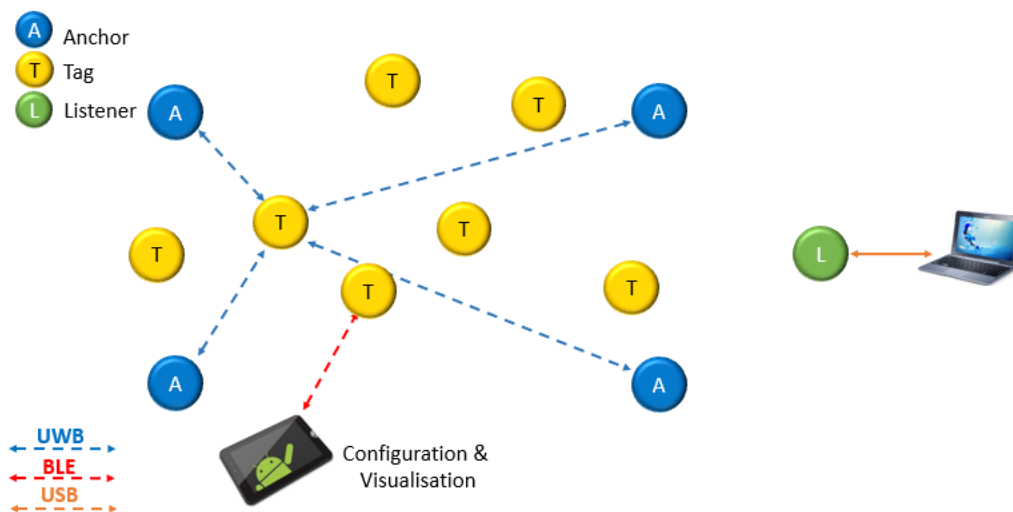 A Anchor
T Tag
L Listener
T
T
A
A
T
T
T
L
T
T
A
A
Configuration &
Visualisation
UWB
BLE
USB